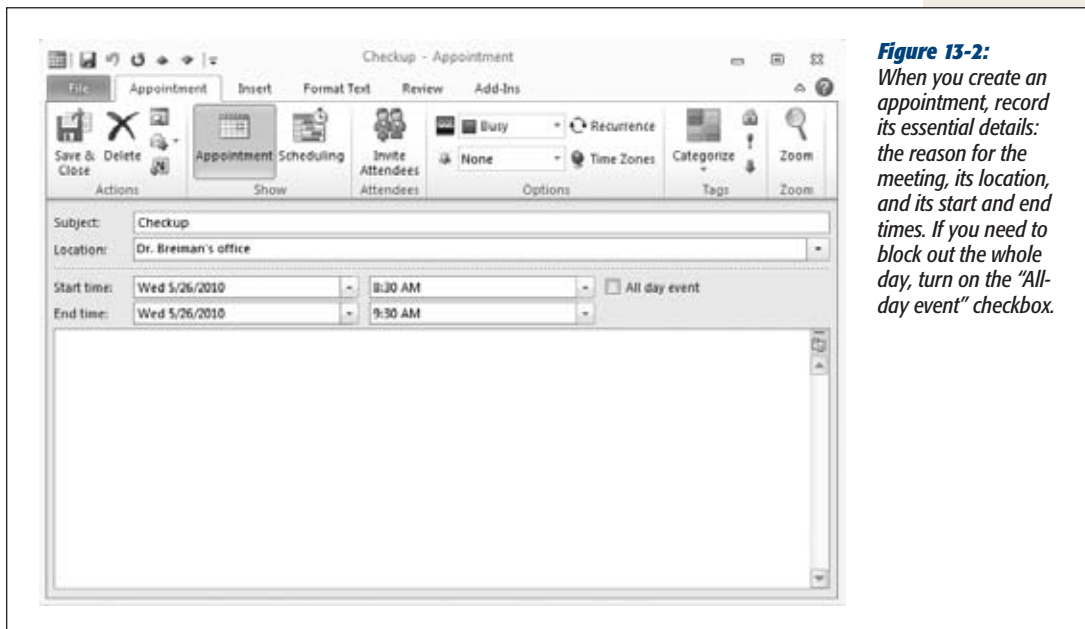 Checkup - Appointment
File Appointment Insert Format Text Review Add-Ins
Save & Close Delete Appointment Scheduling Invite Attendees Busy Recurrence Categorize Zoom
None Time Zones
Actions Show Attendees Options Tags Zoom
Subject: Checkup
Location: Dr. Breiman's office
Start time: Wed 5/26/2010 8:30 AM All day event
End time: Wed 5/26/2010 9:30 AM
Figure 13-2:
When you create an
appointment, record
its essential details:
the reason for the
meeting, its location,
and its start and end
times. If you need to
block out the whole
day, turn on the “All-
day event” checkbox.